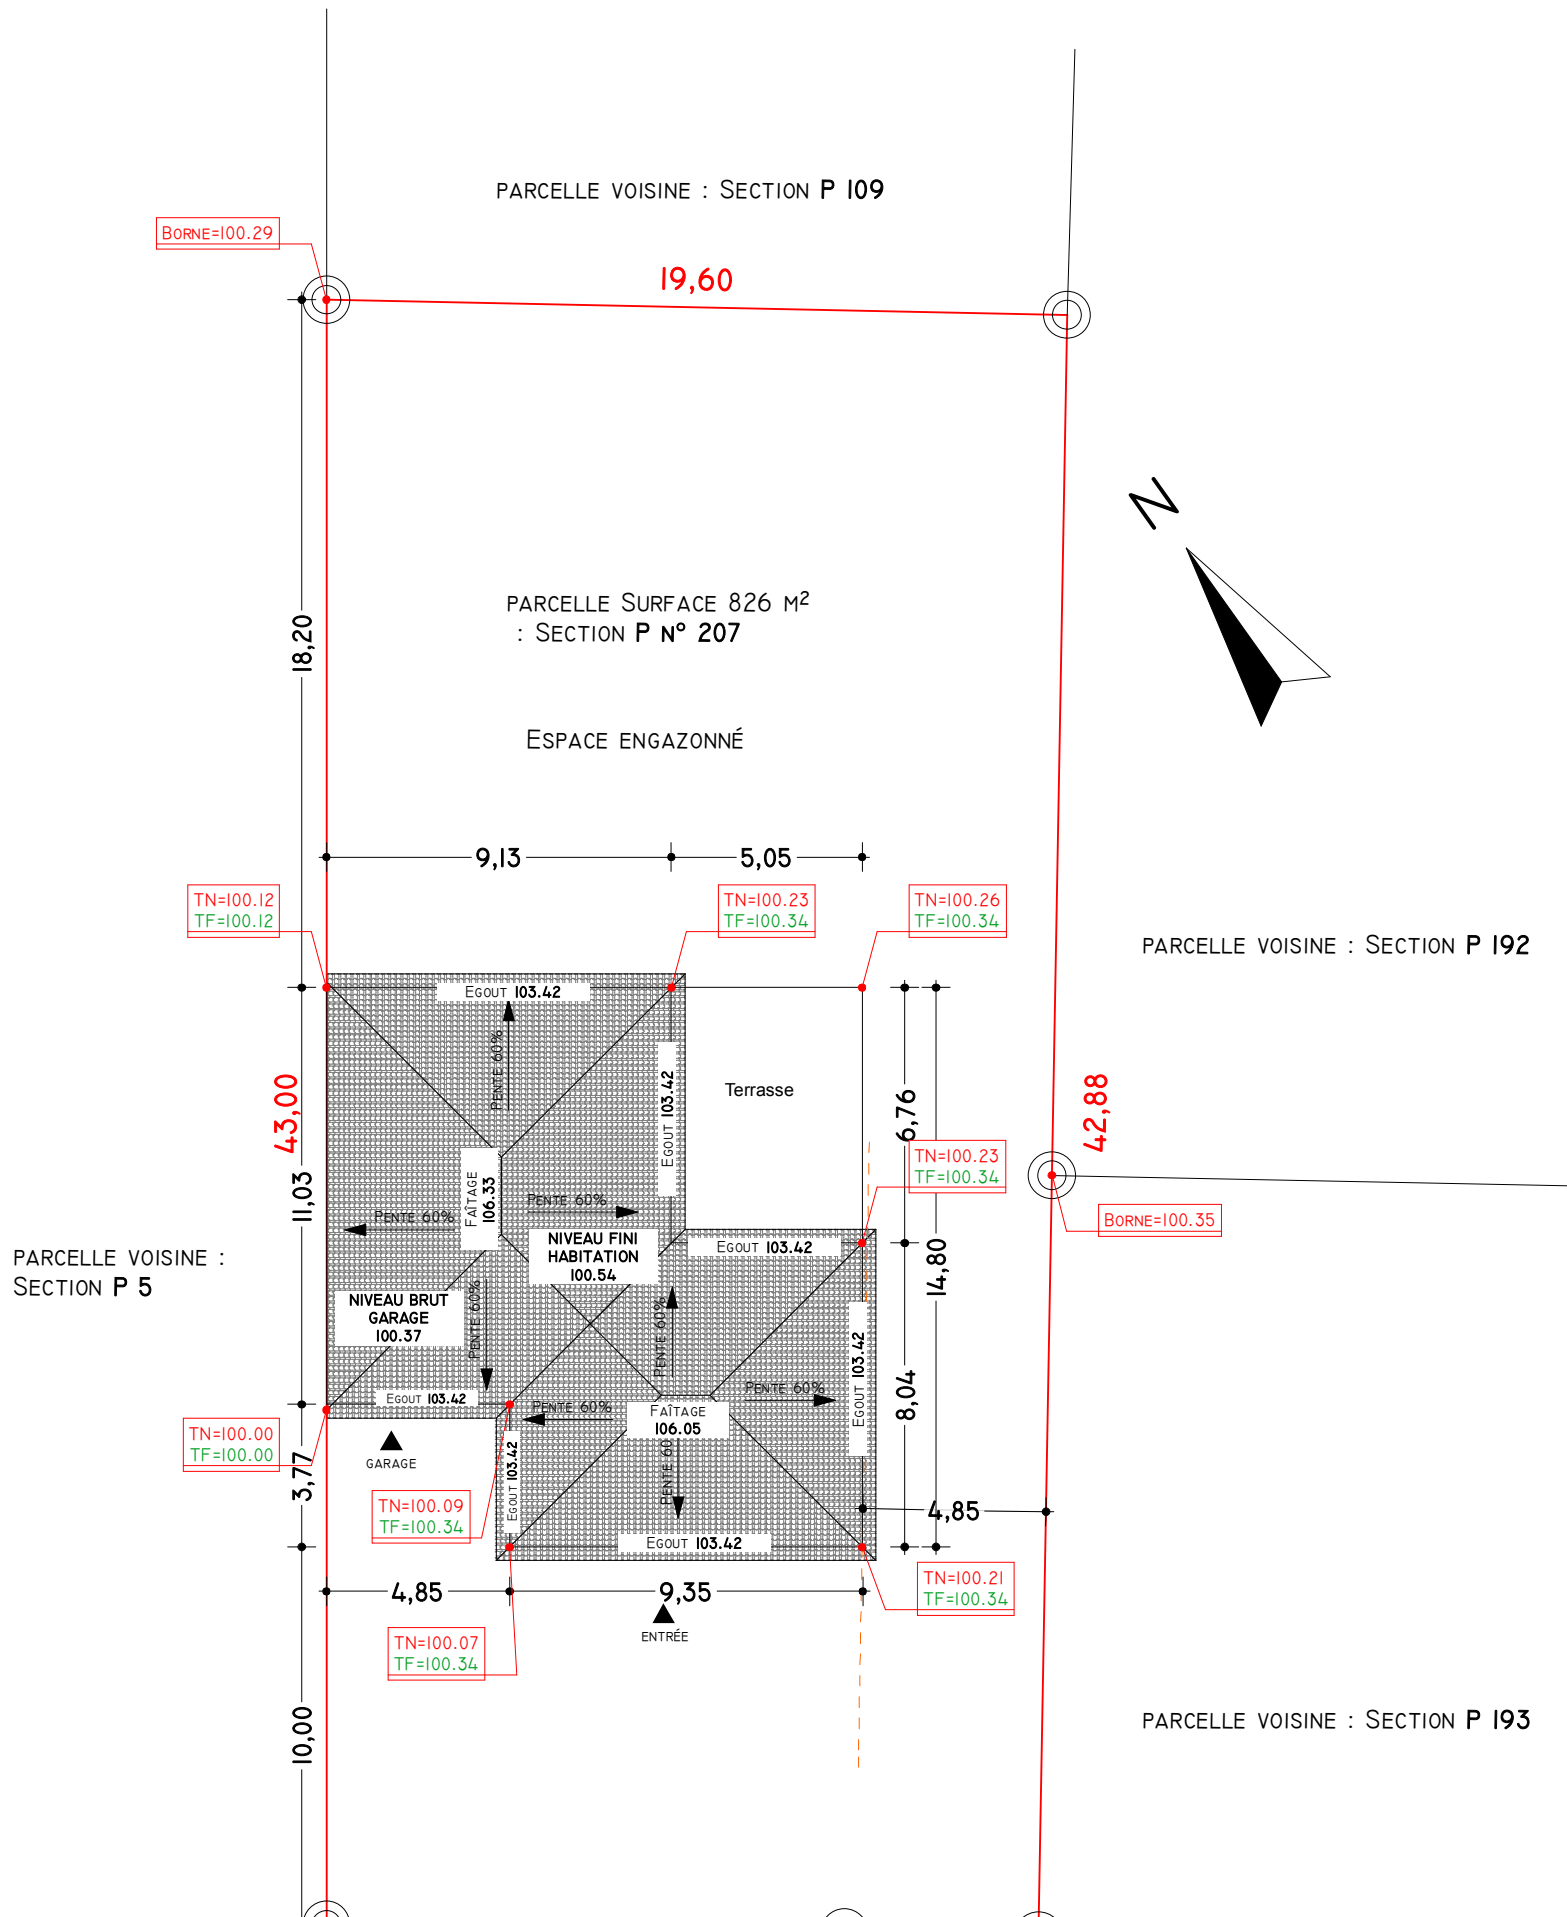 PARCELLE VOISINE : SECTION P 109
BORNE=100.29
19,60
N
PARCELLE SURFACE 826 M²
: SECTION P N° 207
18,20
ESPACE ENGAZONNÉ
9,13
5,05
TN=100.12
TF=100.12
TN=100.23
TF=100.34
TN=100.26
TF=100.34
PARCELLE VOISINE : SECTION P 192
EGOUT 103.42
PENTE 60%
EGOUT 103.42
Terrasse
6,76
43,00
42,88
11,03
TN=100.23
TF=100.34
FAÎTAGE
106.33
PENTE 60%
PENTE 60%
BORNE=100.35
PARCELLE VOISINE :
SECTION P 5
NIVEAU FINI
HABITATION
100.54
EGOUT 103.42
14,80
NIVEAU BRUT
GARAGE
100.37
PENTE 60%
PENTE 60%
EGOUT 103.42
8,04
EGOUT 103.42
PENTE 60%
PENTE 60%
FAÎTAGE
106.05
TN=100.00
TF=100.00
3,77
GARAGE
EGOUT 103.42
PENTE 60
TN=100.09
TF=100.34
4,85
EGOUT 103.42
4,85
9,35
TN=100.21
TF=100.34
ENTRÉE
TN=100.07
TF=100.34
10,00
PARCELLE VOISINE : SECTION P 193